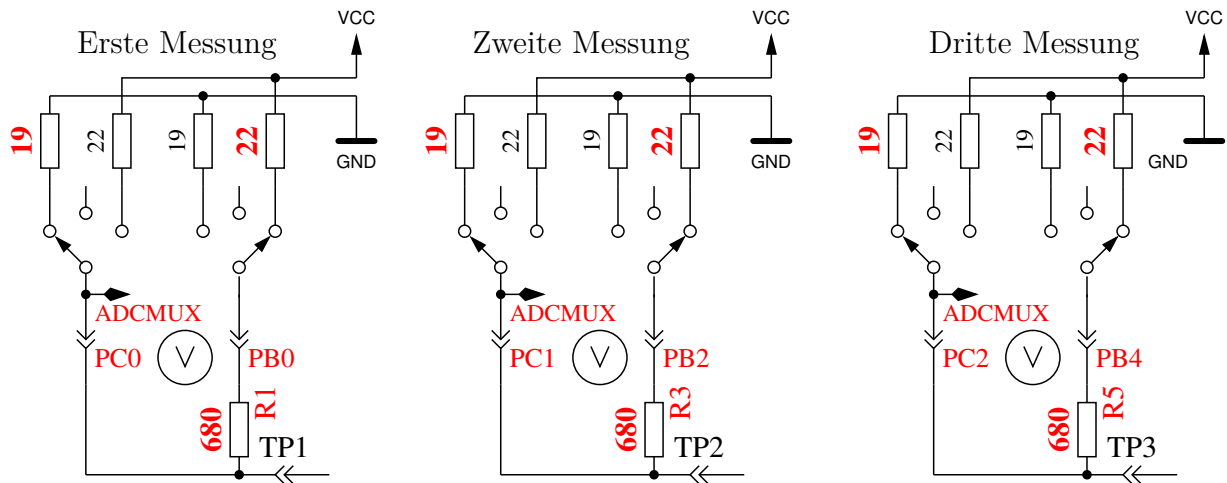 VCC
Erste Messung
19
22
19
22
GND
ADCMUX
PC0
V
PB0
R1
680
TP1
VCC
Zweite Messung
19
22
19
22
GND
ADCMUX
PC1
V
PB2
R3
680
TP2
VCC
Dritte Messung
19
22
19
22
GND
ADCMUX
PC2
V
PB4
R5
680
TP3